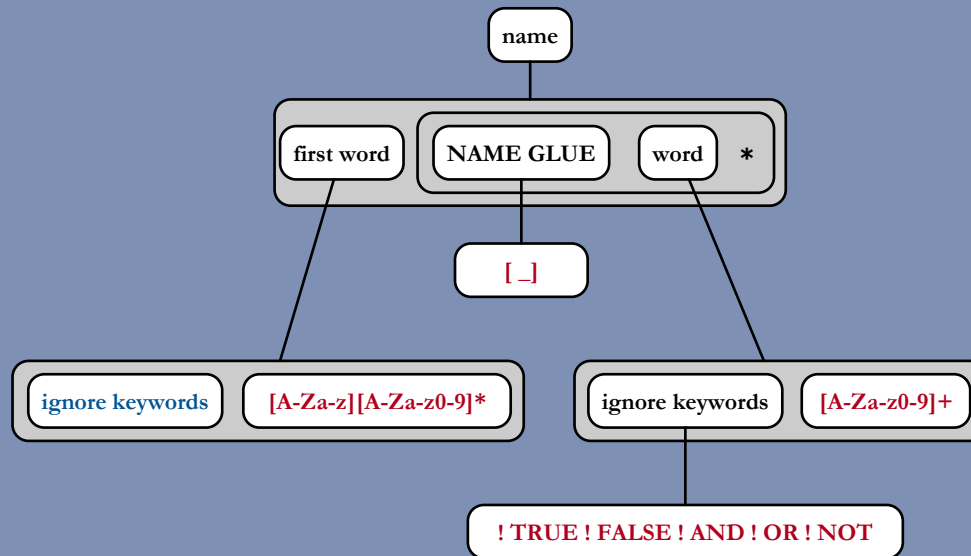 name
first word NAME GLUE word *
[ _]
ignore keywords [A-Za-z][A-Za-z0-9]* ignore keywords [A-Za-z0-9]+
! TRUE ! FALSE ! AND ! OR ! NOT